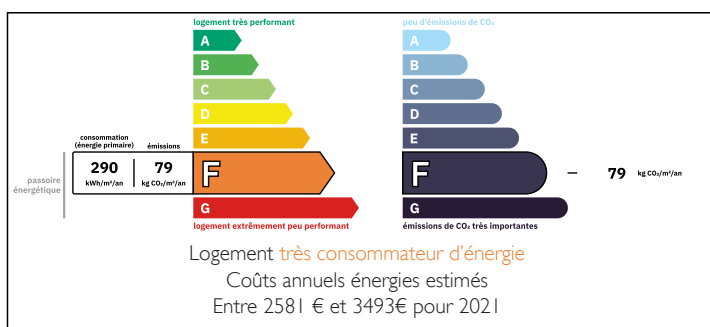 logement très performant
A
B
C
D
E
consommation
(énergie primaire)
émissions
290
kWh/m²/an
79
kg CO₂/m²/an
F
passoire
énergétique
G
logement extrêmement peu performant
peu d'émissions de CO₂
A
B
C
D
E
F
79 kg CO₂/m²/an
G
émissions de CO₂ très importantes
Logement très consommateur d'énergie
Coûts annuels énergies estimés
Entre 2581 € et 3493€ pour 2021